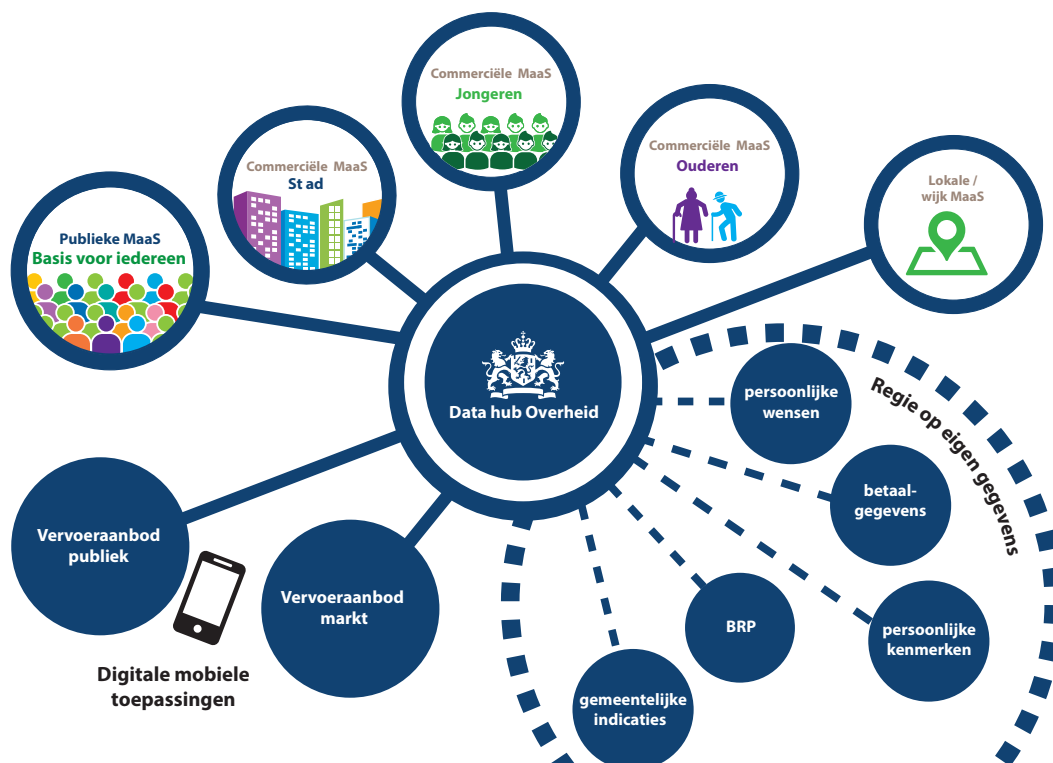 Commerciële MaaS
Jongeren
Commerciële MaaS
St ad
Commerciële MaaS
Ouderen
Lokale /
wijk MaaS
Publieke MaaS
Basis voor iedereen
Data hub Overheid
persoonlijke
wensen
Regie op eigen gegevens
betaal-
gegevens
Vervoeraanbod
publiek
Vervoeraanbod
markt
BRP
persoonlijke
kenmerken
Digitale mobiele
toepassingen
gemeentelijke
indicaties